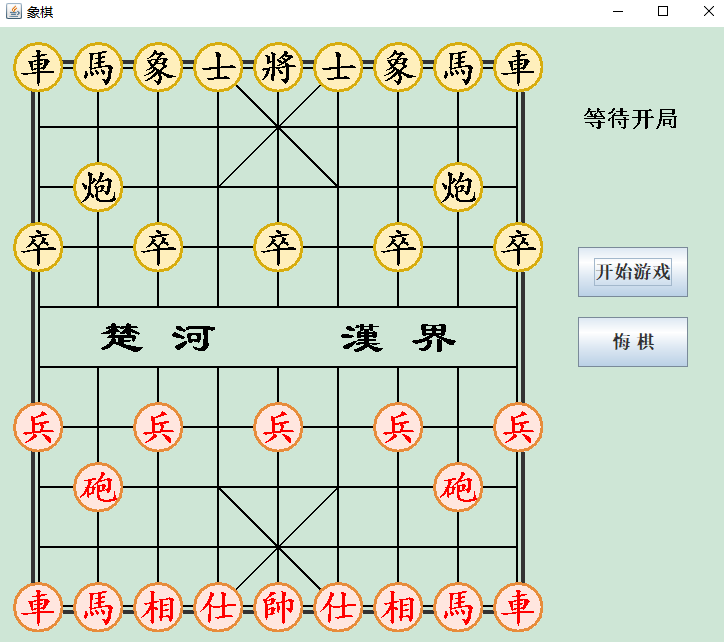 象棋
車 馬 象 士 將 士 象 馬 車
等待开局
炮 炮
卒 卒 卒 卒 卒
开始游戏
楚 河 漢 界
悔 棋
兵 兵 兵 兵 兵
砲 砲
車 馬 相 仕 帥 仕 相 馬 車